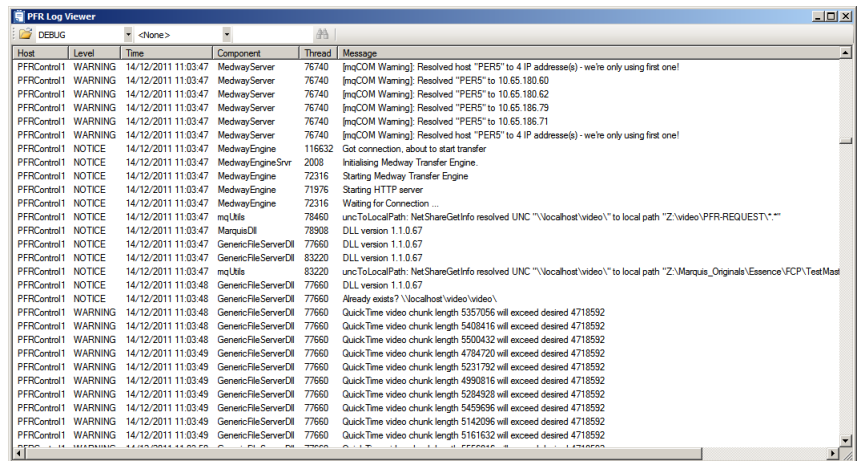 PFR Log Viewer
DEBUG <None>
Host Level Time Component Thread Message
PFRControl1 WARNING 14/12/2011 11:03:47 MedwayServer 76740 [mqCOM Warning]: Resolved host "PER5" to 4 IP addresse(s) - we're only using first one!
PFRControl1 WARNING 14/12/2011 11:03:47 MedwayServer 76740 [mqCOM Warning]: Resolved "PER5" to 10.65.180.60
PFRControl1 WARNING 14/12/2011 11:03:47 MedwayServer 76740 [mqCOM Warning]: Resolved "PER5" to 10.65.180.62
PFRControl1 WARNING 14/12/2011 11:03:47 MedwayServer 76740 [mqCOM Warning]: Resolved "PER5" to 10.65.186.79
PFRControl1 WARNING 14/12/2011 11:03:47 MedwayServer 76740 [mqCOM Warning]: Resolved "PER5" to 10.65.186.71
PFRControl1 WARNING 14/12/2011 11:03:47 MedwayServer 76740 [mqCOM Warning]: Resolved host "PER5" to 4 IP addresse(s) - we're only using first one!
PFRControl1 NOTICE 14/12/2011 11:03:47 MedwayEngine 116632 Got connection, about to start transfer
PFRControl1 NOTICE 14/12/2011 11:03:47 MedwayEngineSrvr 2008 Initialising Medway Transfer Engine.
PFRControl1 NOTICE 14/12/2011 11:03:47 MedwayEngine 72316 Starting Medway Transfer Engine
PFRControl1 NOTICE 14/12/2011 11:03:47 MedwayEngine 71976 Starting HTTP server
PFRControl1 NOTICE 14/12/2011 11:03:47 MedwayEngine 72316 Waiting for Connection ...
PFRControl1 NOTICE 14/12/2011 11:03:47 mqUtils 78460 uncToLocalPath: NetShareGetInfo resolved UNC "\\localhost\video\" to local path "Z:\video\PFR-REQUEST\*.*"
PFRControl1 NOTICE 14/12/2011 11:03:47 MarquisDll 78908 DLL version 1.1.0.67
PFRControl1 NOTICE 14/12/2011 11:03:47 GenericFileServerDll 77660 DLL version 1.1.0.67
PFRControl1 NOTICE 14/12/2011 11:03:47 GenericFileServerDll 83220 DLL version 1.1.0.67
PFRControl1 NOTICE 14/12/2011 11:03:47 mqUtils 83220 uncToLocalPath: NetShareGetInfo resolved UNC "\\localhost\video\" to local path "Z:\Marquis_Originals\Essence\FCP\TestMast
PFRControl1 NOTICE 14/12/2011 11:03:48 GenericFileServerDll 77660 DLL version 1.1.0.67
PFRControl1 NOTICE 14/12/2011 11:03:48 GenericFileServerDll 77660 Already exists? \\localhost\video\video\
PFRControl1 WARNING 14/12/2011 11:03:48 GenericFileServerDll 77660 QuickTime video chunk length 5357056 will exceed desired 4718592
PFRControl1 WARNING 14/12/2011 11:03:48 GenericFileServerDll 77660 QuickTime video chunk length 5408416 will exceed desired 4718592
PFRControl1 WARNING 14/12/2011 11:03:48 GenericFileServerDll 77660 QuickTime video chunk length 5500432 will exceed desired 4718592
PFRControl1 WARNING 14/12/2011 11:03:49 GenericFileServerDll 77660 QuickTime video chunk length 4784720 will exceed desired 4718592
PFRControl1 WARNING 14/12/2011 11:03:49 GenericFileServerDll 77660 QuickTime video chunk length 5231792 will exceed desired 4718592
PFRControl1 WARNING 14/12/2011 11:03:49 GenericFileServerDll 77660 QuickTime video chunk length 4990816 will exceed desired 4718592
PFRControl1 WARNING 14/12/2011 11:03:49 GenericFileServerDll 77660 QuickTime video chunk length 5284928 will exceed desired 4718592
PFRControl1 WARNING 14/12/2011 11:03:49 GenericFileServerDll 77660 QuickTime video chunk length 5459696 will exceed desired 4718592
PFRControl1 WARNING 14/12/2011 11:03:49 GenericFileServerDll 77660 QuickTime video chunk length 5142096 will exceed desired 4718592
PFRControl1 WARNING 14/12/2011 11:03:49 GenericFileServerDll 77660 QuickTime video chunk length 5161632 will exceed desired 4718592